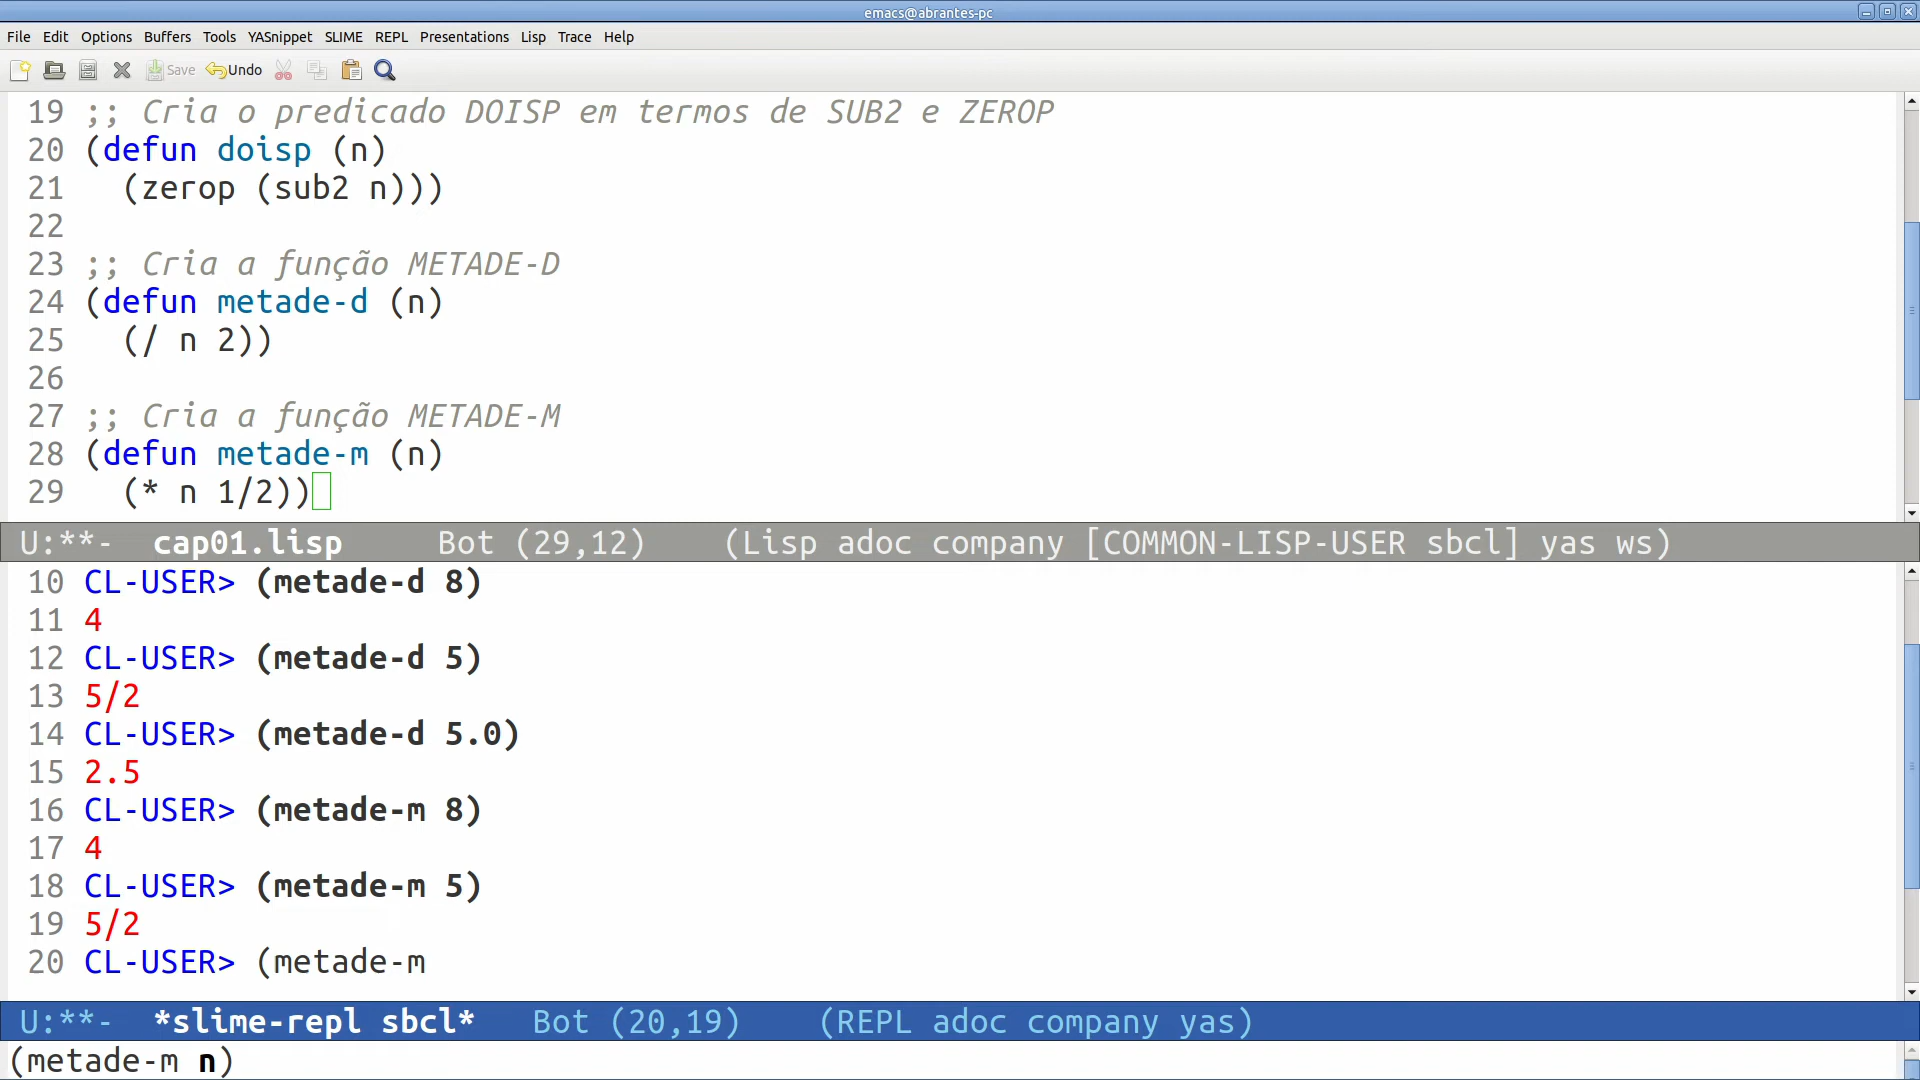 emacs@abrantes-pc
File Edit Options Buffers Tools YASnippet SLIME REPL Presentations Lisp Trace Help
Save Undo
19 ;; Cria o predicado DOISP em termos de SUB2 e ZEROP
20 (defun doisp (n)
21   (zerop (sub2 n)))
22
23 ;; Cria a função METADE-D
24 (defun metade-d (n)
25   (/ n 2))
26
27 ;; Cria a função METADE-M
28 (defun metade-m (n)
29   (* n 1/2))
U:**-  cap01.lisp     Bot (29,12)    (Lisp adoc company [COMMON-LISP-USER sbcl] yas ws)
10 CL-USER> (metade-d 8)
11 4
12 CL-USER> (metade-d 5)
13 5/2
14 CL-USER> (metade-d 5.0)
15 2.5
16 CL-USER> (metade-m 8)
17 4
18 CL-USER> (metade-m 5)
19 5/2
20 CL-USER> (metade-m
U:**-  *slime-repl sbcl*   Bot (20,19)    (REPL adoc company yas)
(metade-m n)